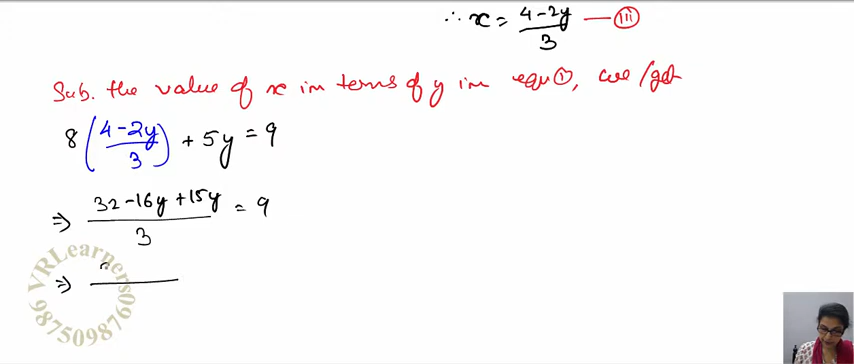 ∴ x = (4-2y)/3 — (III)
Sub. the value of x in terms of y in equ (I), we/get
8((4-2y)/3) + 5y = 9
⇒ (32-16y+15y)/3 = 9
⇒
VRLearners
9875098760